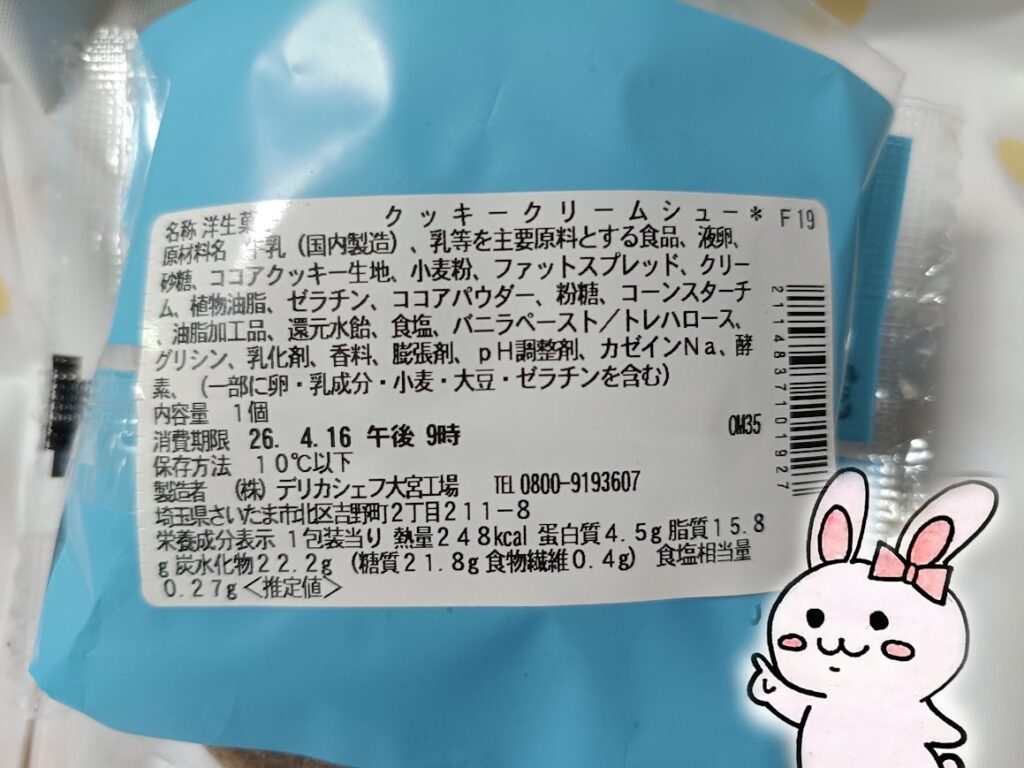 クッキークリームシュー＊ F19
名称 洋生菓
原材料名 牛乳（国内製造）、乳等を主要原料とする食品、液卵、
砂糖、ココアクッキー生地、小麦粉、ファットスプレッド、クリー
ム、植物油脂、ゼラチン、ココアパウダー、粉糖、コーンスターチ
、油脂加工品、還元水飴、食塩、バニラペースト／トレハロース、
グリシン、乳化剤、香料、膨張剤、pH調整剤、カゼインNa、酵
素、（一部に卵・乳成分・小麦・大豆・ゼラチンを含む）
内容量 1個
消費期限 26. 4.16 午後 9時
OM35
保存方法 10℃以下
製造者 （株）デリカシェフ大宮工場 TEL 0800-9193607
埼玉県さいたま市北区吉野町2丁目211-8
栄養成分表示 1包装当り 熱量248kcal 蛋白質4.5g 脂質15.8
g 炭水化物22.2g （糖質21.8g 食物繊維0.4g） 食塩相当量
0.27g＜推定値＞
2114837101927